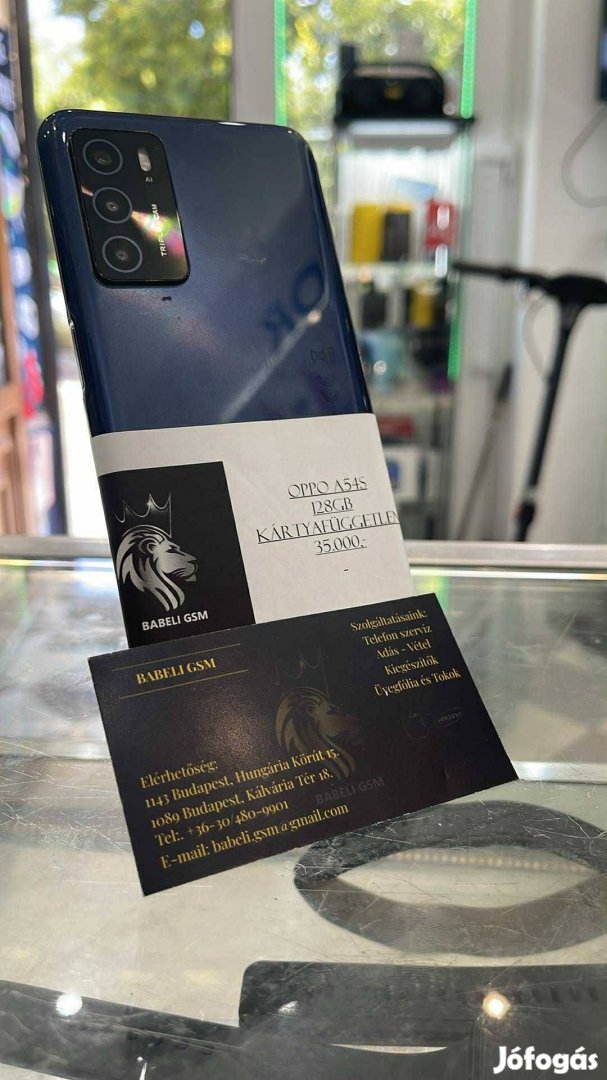 AI
TRIPLE CAM
OPPO A54S
128GB
KÁRTYAFÜGGETLEN
35.000,-
-
BABELI GSM
BABELI GSM
Szolgáltatásaink:
Telefon szerviz
Adás - Vétel
Kiegészítők
Üvegfólia és Tokok
Elérhetőség:
1143 Budapest, Hungária Körút 15.
1089 Budapest, Kálvária Tér 18.
Tel:. +36-30/480-9901
E-mail: babeli.gsm@gmail.com
BABELI GSM
Jófogás